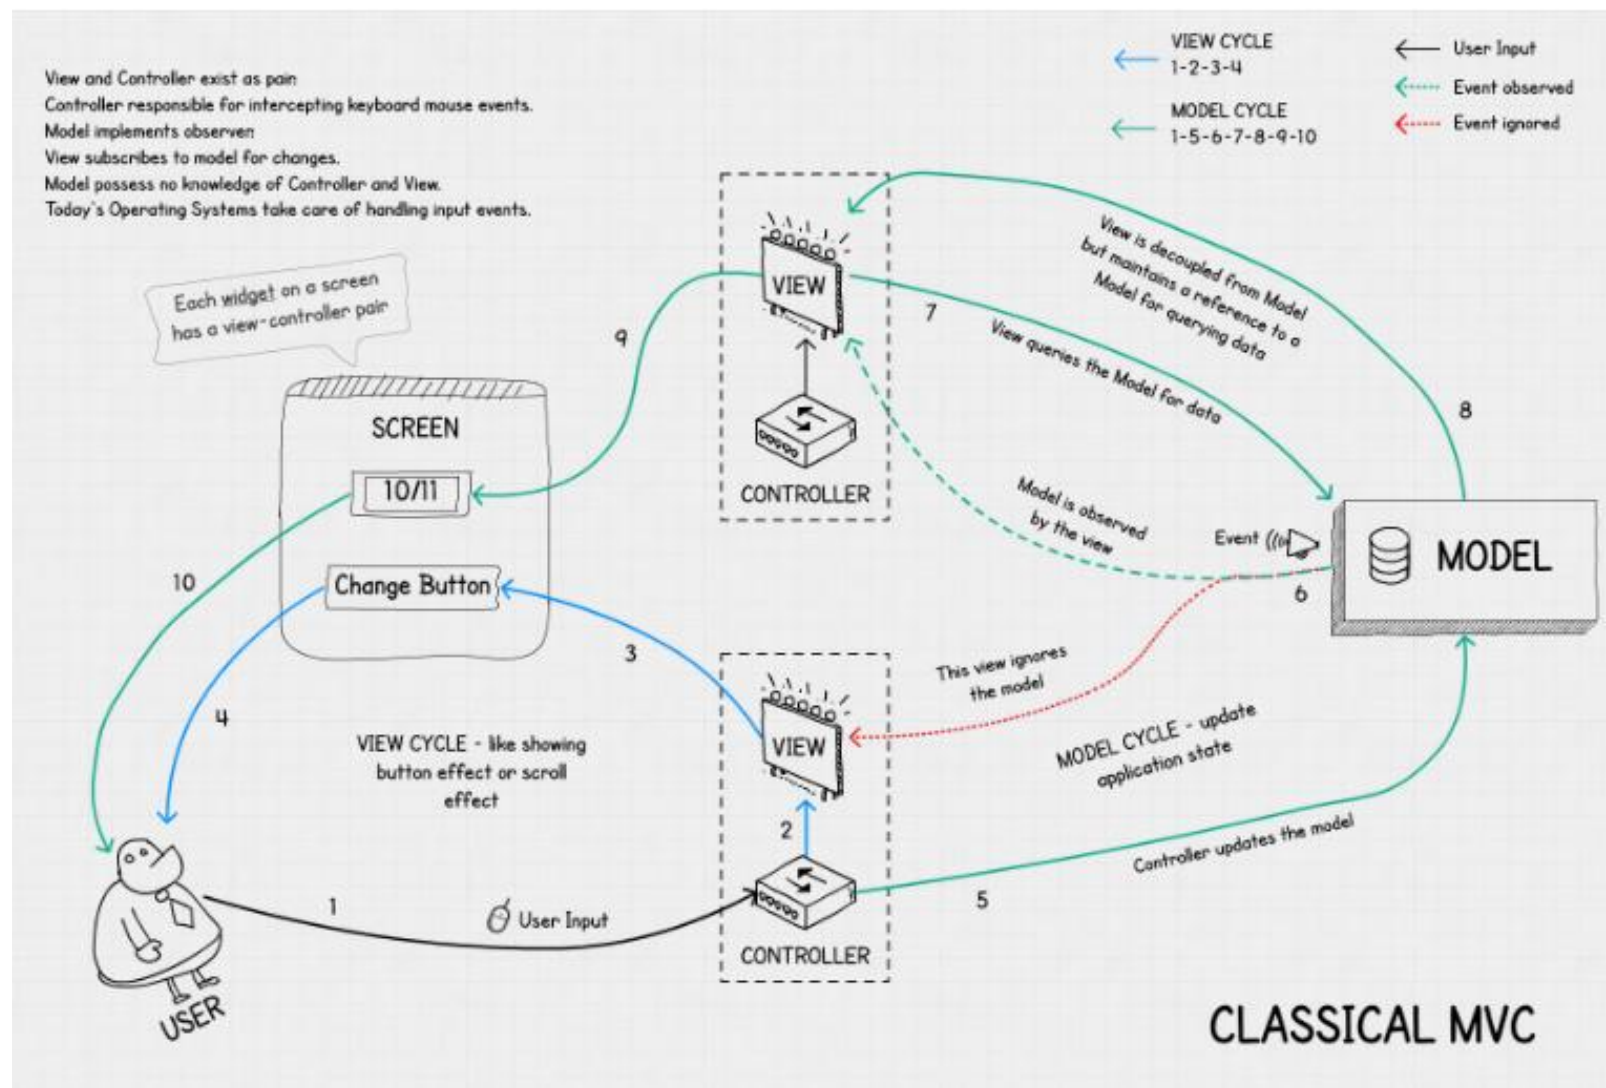 View and Controller exist as pair.
Controller responsible for intercepting keyboard mouse events.
Model implements observer.
View subscribes to model for changes.
Model possess no knowledge of Controller and View.
Today's Operating Systems take care of handling input events.
VIEW CYCLE
1-2-3-4
MODEL CYCLE
1-5-6-7-8-9-10
User Input
Event observed
Event ignored
Each widget on a screen
has a view-controller pair
SCREEN
10/11
Change Button
VIEW
CONTROLLER
9
7
View is decoupled from Model
but maintains a reference to a
Model for querying data
View queries the Model for data
8
Model is observed
by the view
Event
MODEL
6
10
3
4
This view ignores
the model
VIEW
VIEW CYCLE - like showing
button effect or scroll
effect
MODEL CYCLE - update
application state
2
Controller updates the model
5
1
User Input
CONTROLLER
USER
CLASSICAL MVC